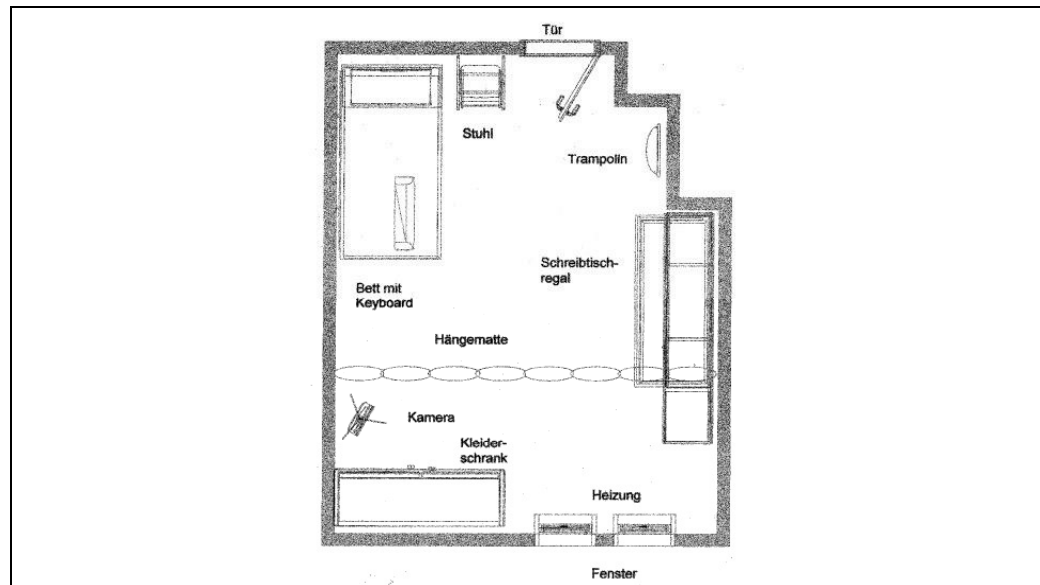 Tür
Stuhl
Trampolin
Schreibtisch-
regal
Bett mit
Keyboard
Hängematte
Kamera
Kleider-
schrank
Heizung
Fenster